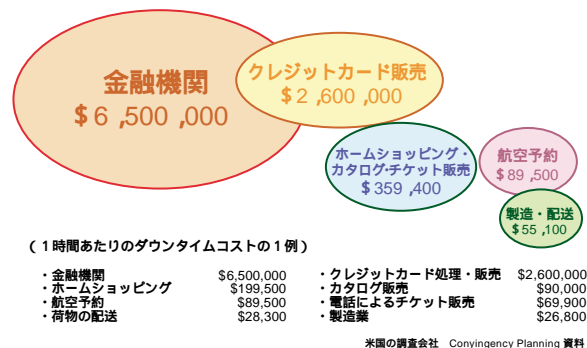 金融機関
$6,500,000
クレジットカード販売
$2,600,000
ホームショッピング・
カタログ・チケット販売
$359,400
航空予約
$89,500
製造・配送
$55,100
(1時間あたりのダウンタイムコストの1例)
・金融機関 $6,500,000 ・クレジットカード処理・販売 $2,600,000
・ホームショッピング $199,500 ・カタログ販売 $90,000
・航空予約 $89,500 ・電話によるチケット販売 $69,900
・荷物の配送 $28,300 ・製造業 $26,800
米国の調査会社 Conyingency Planning 資料